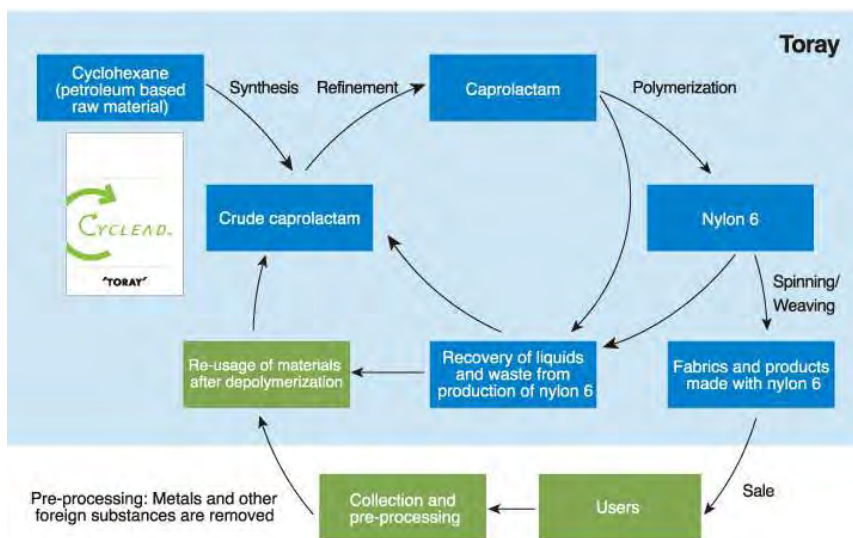 Toray
Cyclohexane
(petroleum based
raw material)
Synthesis
Refinement
Caprolactam
Polymerization
CYCLEAD™
"TORAY"
Crude caprolactam
Nylon 6
Spinning/
Weaving
Re-usage of materials
after depolymerization
Recovery of liquids
and waste from
production of nylon 6
Fabrics and products
made with nylon 6
Pre-processing: Metals and other
foreign substances are removed
Collection and
pre-processing
Users
Sale